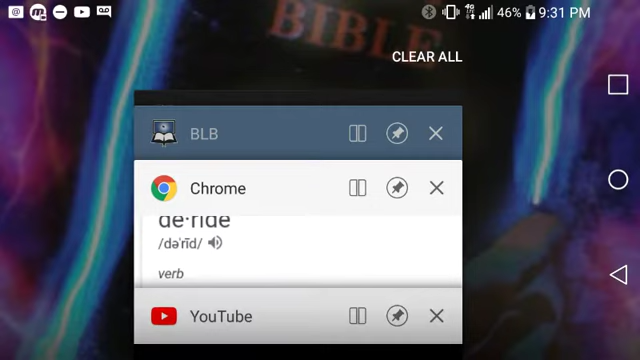 46% 9:31 PM
BIBLE
CLEAR ALL
BLB
Chrome
de·ride
/dəˈrīd/
verb
YouTube